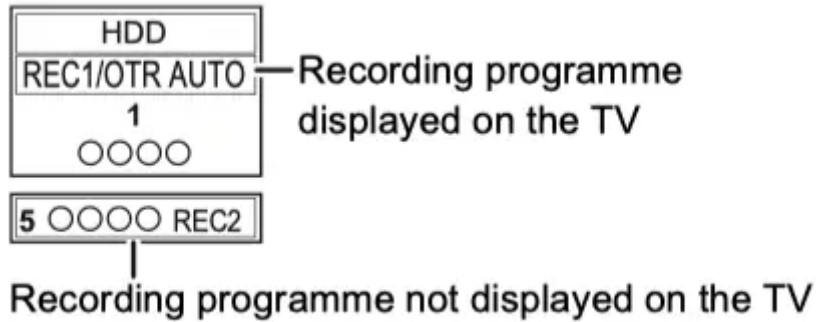 HDD
REC1/OTR AUTO
Recording programme
displayed on the TV
1
○○○○
5 ○○○○ REC2
Recording programme not displayed on the TV